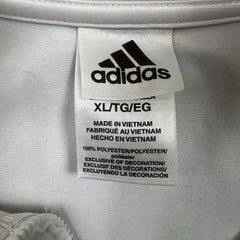 adidas
XL/TG/EG
MADE IN VIETNAM
FABRIQUÉ AU VIETNAM
HECHO EN VIETNAM
100% POLYESTER/POLYESTER/
poliéster
EXCLUSIVE OF DECORATION/
EXCLUSIF DES DÉCORATIONS/
EXCLUYENDO LA DECORACIÓN